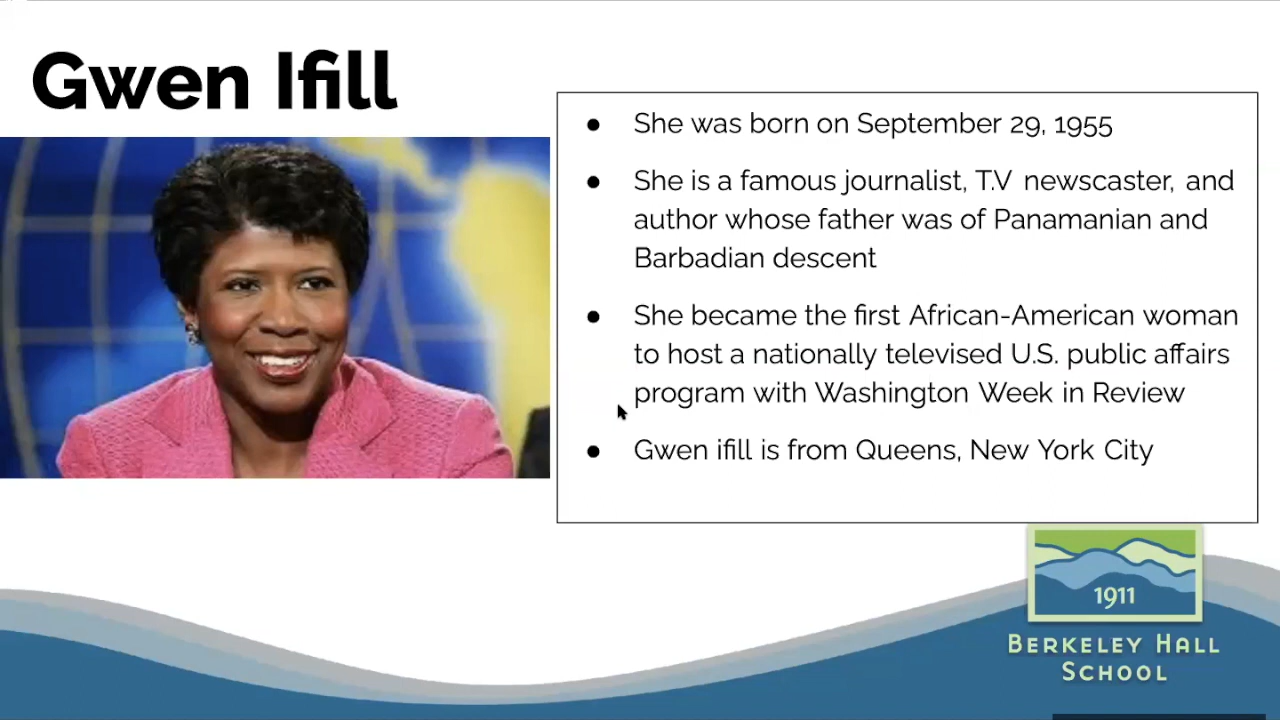 Gwen Ifill
● She was born on September 29, 1955
● She is a famous journalist, T.V newscaster, and
author whose father was of Panamanian and
Barbadian descent
● She became the first African-American woman
to host a nationally televised U.S. public affairs
program with Washington Week in Review
● Gwen ifill is from Queens, New York City
1911
BERKELEY HALL
SCHOOL